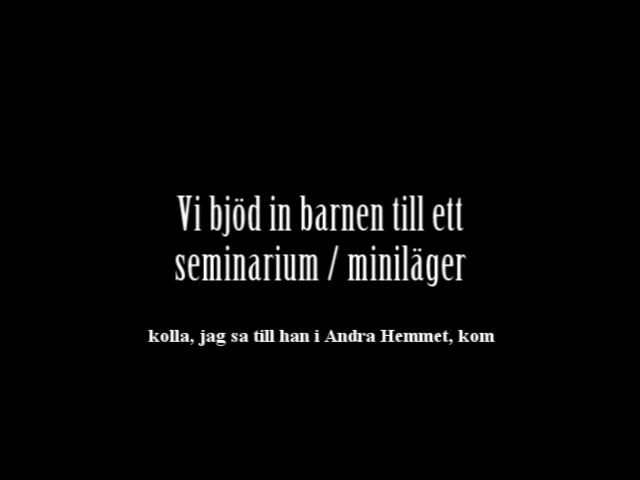 Vi bjöd in barnen till ett
seminarium / miniläger
kolla, jag sa till han i Andra Hemmet, kom